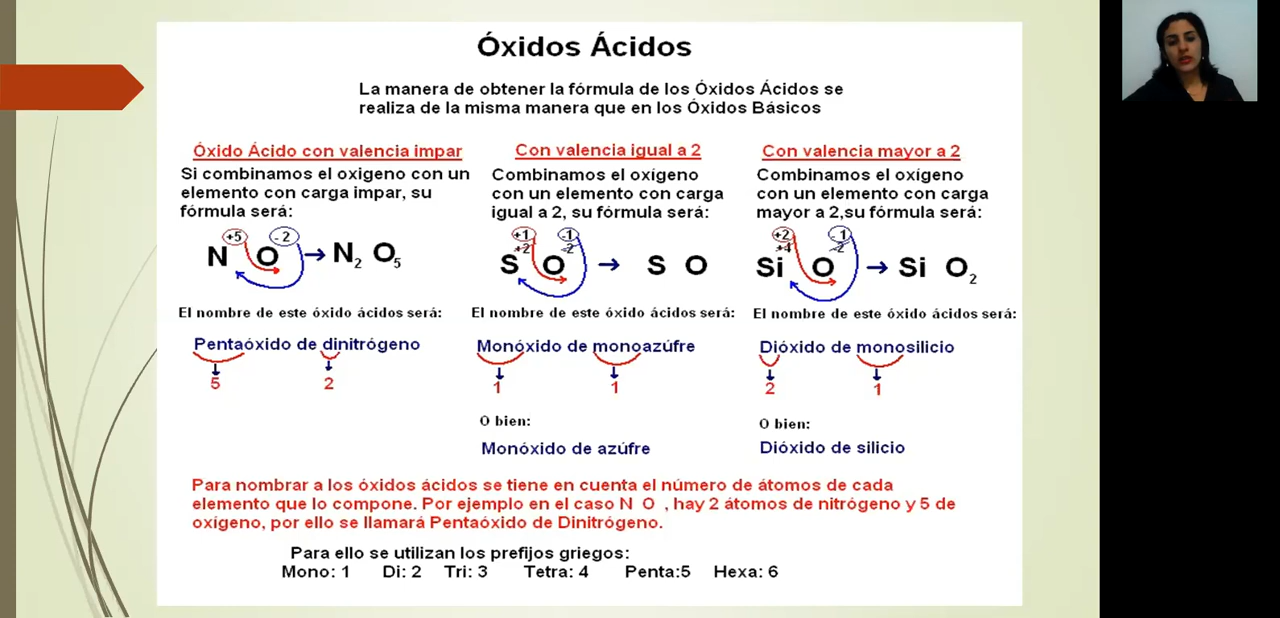 Óxidos Ácidos
La manera de obtener la fórmula de los Óxidos Ácidos se
realiza de la misma manera que en los Óxidos Básicos
Óxido Ácido con valencia impar
Si combinamos el oxigeno con un
elemento con carga impar, su
fórmula será:
+5 -2
N O → N2 O5
El nombre de este óxido ácidos será:
Pentaóxido de dinitrógeno
5 2
Con valencia igual a 2
Combinamos el oxígeno
con un elemento con carga
igual a 2, su fórmula será:
+1 -1
+2 -2
S O → S O
El nombre de este óxido ácidos será:
Monóxido de monoazúfre
1 1
O bien:
Monóxido de azúfre
Con valencia mayor a 2
Combinamos el oxígeno
con un elemento con carga
mayor a 2,su fórmula será:
+2 -1
+4 -2
Si O → Si O2
El nombre de este óxido ácidos será:
Dióxido de monosilicio
2 1
O bien:
Dióxido de silicio
Para nombrar a los óxidos ácidos se tiene en cuenta el número de átomos de cada
elemento que lo compone. Por ejemplo en el caso N O , hay 2 átomos de nitrógeno y 5 de
oxígeno, por ello se llamará Pentaóxido de Dinitrógeno.
Para ello se utilizan los prefijos griegos:
Mono: 1 Di: 2 Tri: 3 Tetra: 4 Penta:5 Hexa: 6